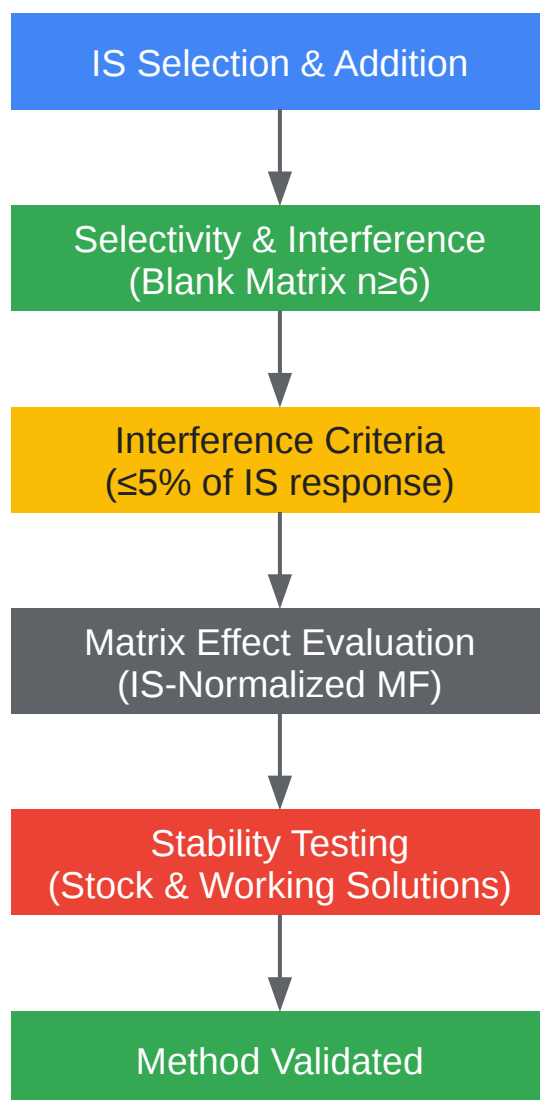 IS Selection & Addition
Selectivity & Interference
(Blank Matrix n≥6)
Interference Criteria
(≤5% of IS response)
Matrix Effect Evaluation
(IS-Normalized MF)
Stability Testing
(Stock & Working Solutions)
Method Validated